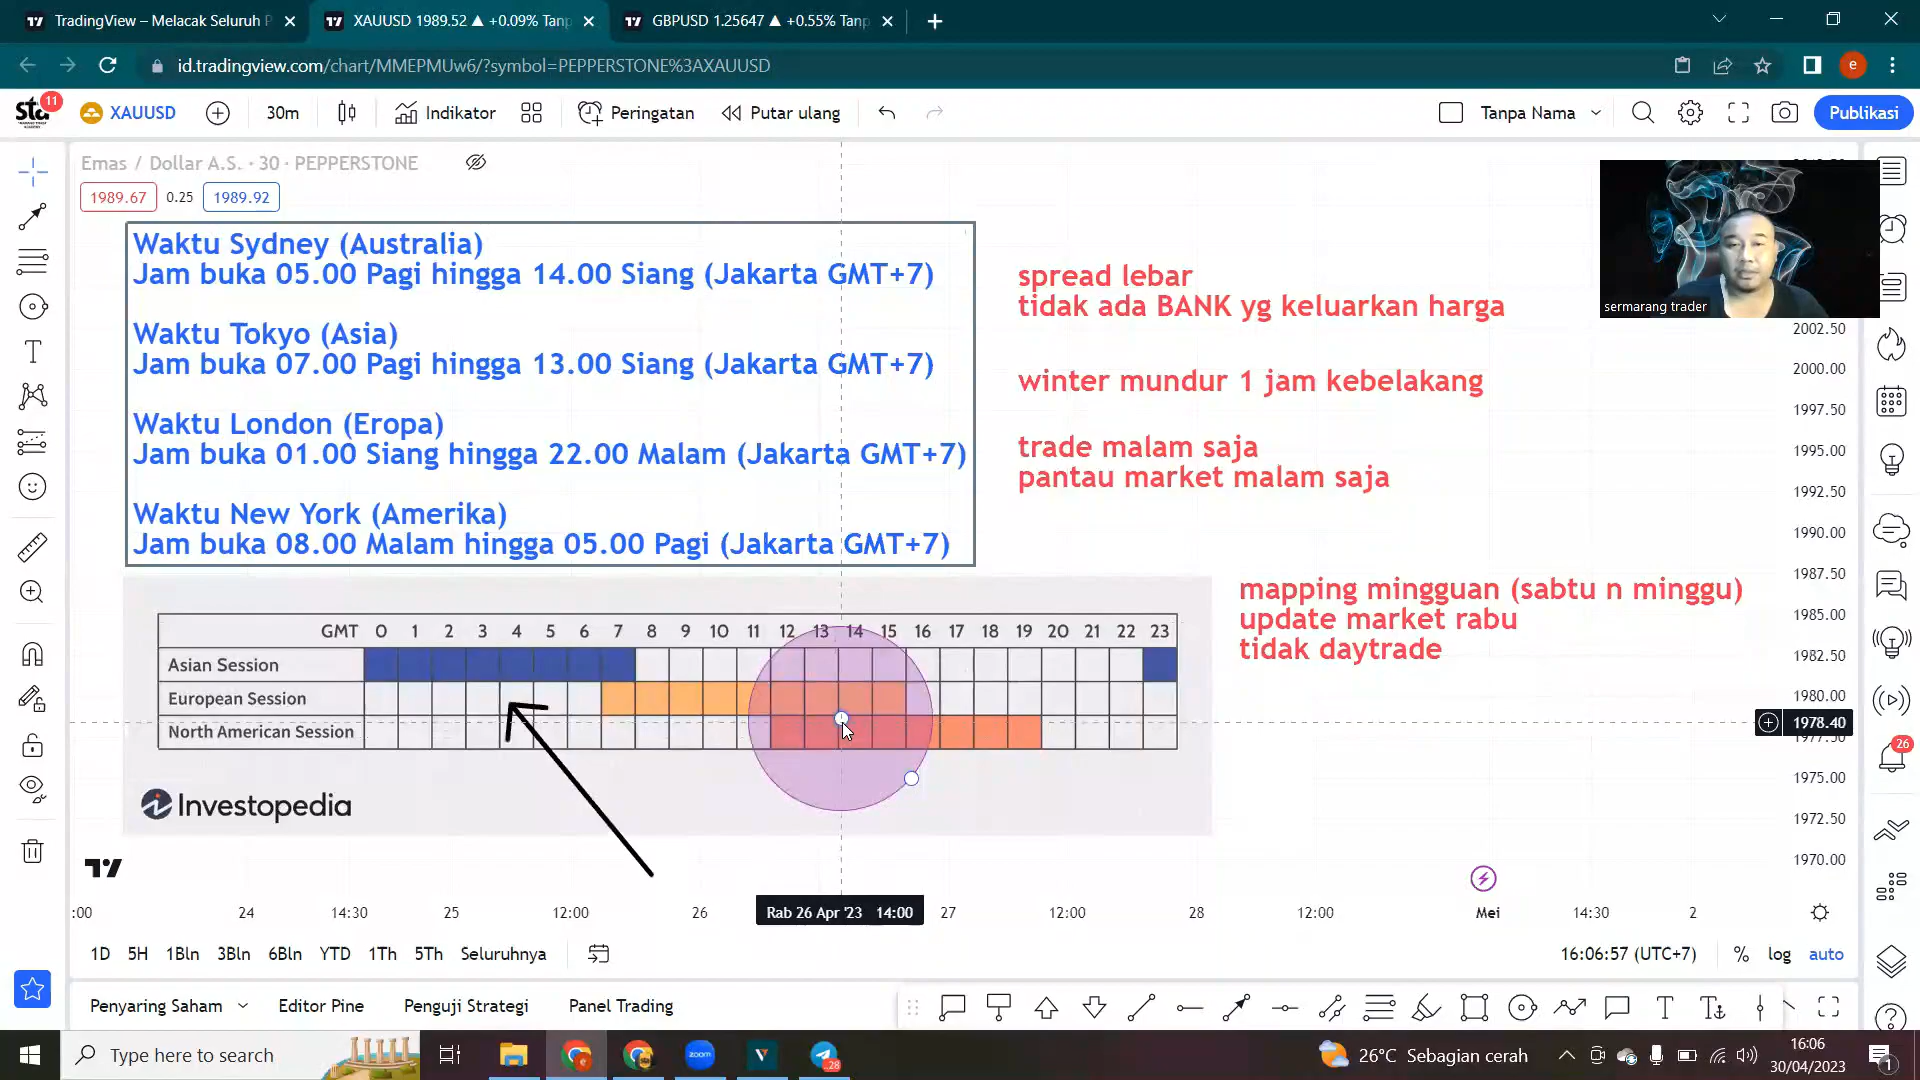 TradingView – Melacak Seluruh P
XAUUSD 1989.52 ▲ +0.09% Tanp
GBPUSD 1.25647 ▲ +0.55% Tanp
id.tradingview.com/chart/MMEPMUw6/?symbol=PEPPERSTONE%3AXAUUSD
e
11
XAUUSD
30m
Indikator
Peringatan
Putar ulang
Tanpa Nama
Publikasi
Emas / Dollar A.S. · 30 · PEPPERSTONE
1989.67 0.25 1989.92
Waktu Sydney (Australia)
Jam buka 05.00 Pagi hingga 14.00 Siang (Jakarta GMT+7)
Waktu Tokyo (Asia)
Jam buka 07.00 Pagi hingga 13.00 Siang (Jakarta GMT+7)
Waktu London (Eropa)
Jam buka 01.00 Siang hingga 22.00 Malam (Jakarta GMT+7)
Waktu New York (Amerika)
Jam buka 08.00 Malam hingga 05.00 Pagi (Jakarta GMT+7)
spread lebar
tidak ada BANK yg keluarkan harga
winter mundur 1 jam kebelakang
trade malam saja
pantau market malam saja
mapping mingguan (sabtu n minggu)
update market rabu
tidak daytrade
sermarang trader
GMT 0 1 2 3 4 5 6 7 8 9 10 11 12 13 14 15 16 17 18 19 20 21 22 23
Asian Session
European Session
North American Session
Investopedia
2002.50
2000.00
1997.50
1995.00
1992.50
1990.00
1987.50
1985.00
1982.50
1980.00
1978.40
1977.50
1975.00
1972.50
1970.00
26
:00 24 14:30 25 12:00 26 Rab 26 Apr '23 14:00 27 12:00 28 12:00 Mei 14:30 2
1D 5H 1Bln 3Bln 6Bln YTD 1Th 5Th Seluruhnya
16:06:57 (UTC+7) % log auto
Penyaring Saham Editor Pine Penguji Strategi Panel Trading
Type here to search
zoom
28
26°C Sebagian cerah
16:06
30/04/2023
1